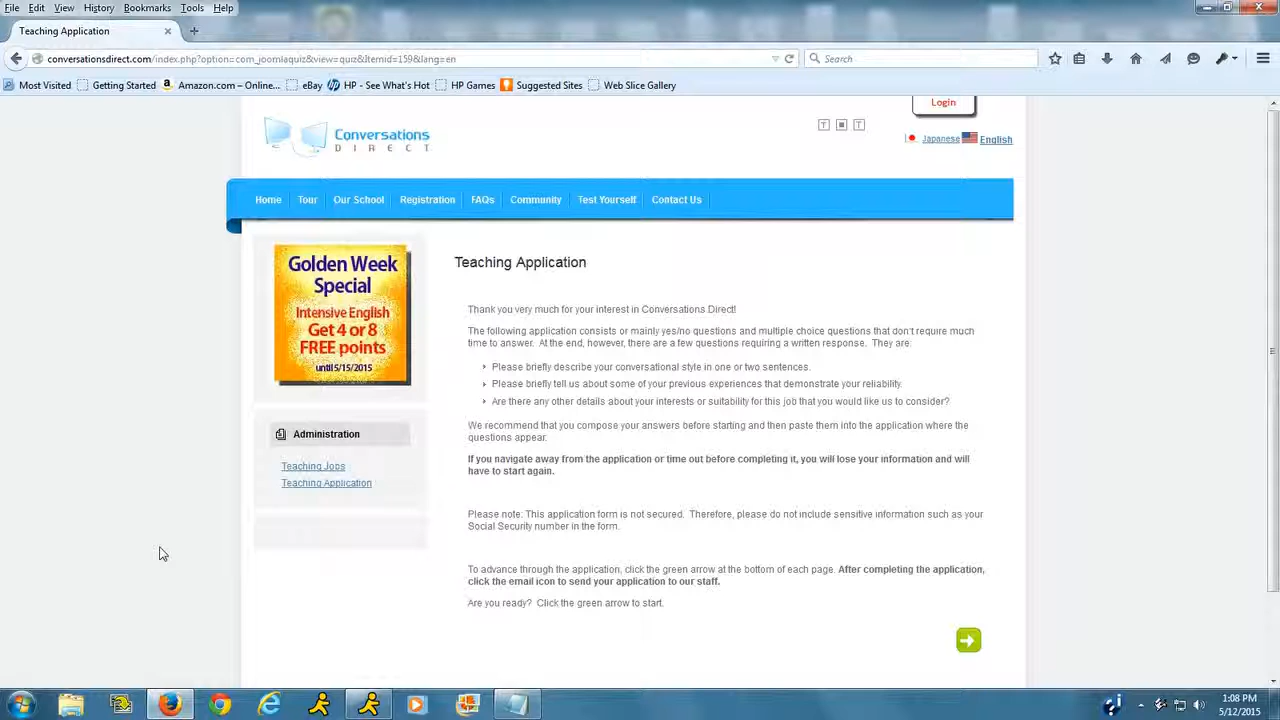 File Edit View History Bookmarks Tools Help
Teaching Application
conversationsdirect.com/index.php?option=com_joomlaquiz&view=quiz&Itemid=159&lang=en
Search
Most Visited Getting Started Amazon.com – Online... eBay HP - See What's Hot HP Games Suggested Sites Web Slice Gallery
Login
Conversations
DIRECT
Japanese English
Home Tour Our School Registration FAQs Community Test Yourself Contact Us
Golden Week
Special
Intensive English
Get 4 or 8
FREE points
until 5/15/2015
Administration
Teaching Jobs
Teaching Application
Teaching Application
Thank you very much for your interest in Conversations Direct!
The following application consists or mainly yes/no questions and multiple choice questions that don't require much
time to answer. At the end, however, there are a few questions requiring a written response. They are:
Please briefly describe your conversational style in one or two sentences.
Please briefly tell us about some of your previous experiences that demonstrate your reliability.
Are there any other details about your interests or suitability for this job that you would like us to consider?
We recommend that you compose your answers before starting and then paste them into the application where the
questions appear.
If you navigate away from the application or time out before completing it, you will lose your information and will
have to start again.
Please note: This application form is not secured. Therefore, please do not include sensitive information such as your
Social Security number in the form.
To advance through the application, click the green arrow at the bottom of each page. After completing the application,
click the email icon to send your application to our staff.
Are you ready? Click the green arrow to start.
1:08 PM
5/12/2015